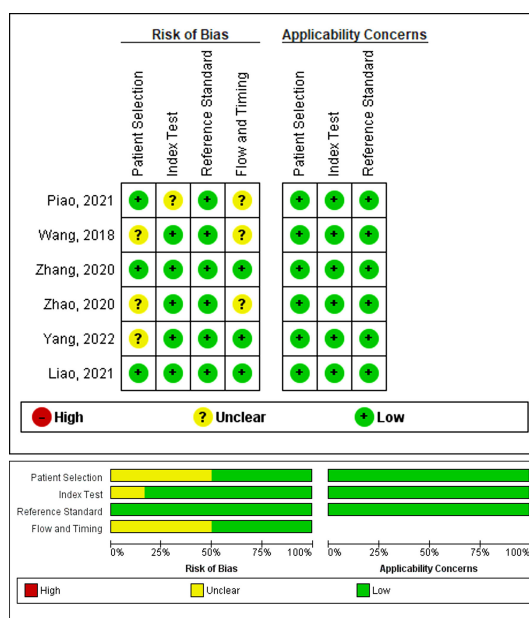 Risk of Bias Applicability Concerns
Patient Selection Index Test Reference Standard Flow and Timing Patient Selection Index Test Reference Standard
Piao, 2021 + ? + ? + + +
Wang, 2018 ? + + ? + + +
Zhang, 2020 + + + + + + +
Zhao, 2020 ? + + ? + + +
Yang, 2022 ? + + + + + +
Liao, 2021 + + + + + + +
– High ? Unclear + Low
Patient Selection
Index Test
Reference Standard
Flow and Timing
0% 25% 50% 75% 100% 0% 25% 50% 75% 100%
Risk of Bias Applicability Concerns
High Unclear Low